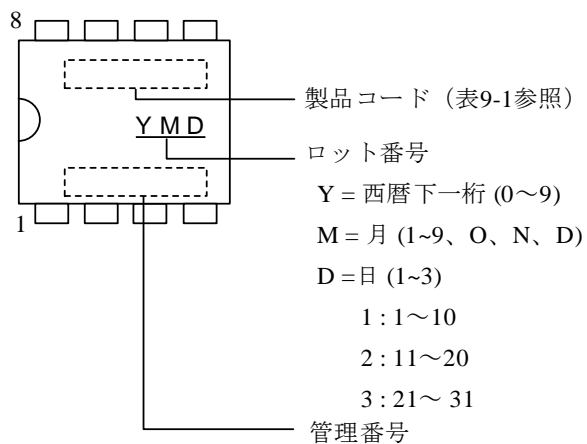 8
製品コード（表9-1参照）
Y M D
ロット番号
Y = 西暦下一桁 (0～9)
1
M = 月 (1~9、O、N、D)
D =日 (1~3)
1 : 1～10
2 : 11～20
3 : 21～ 31
管理番号